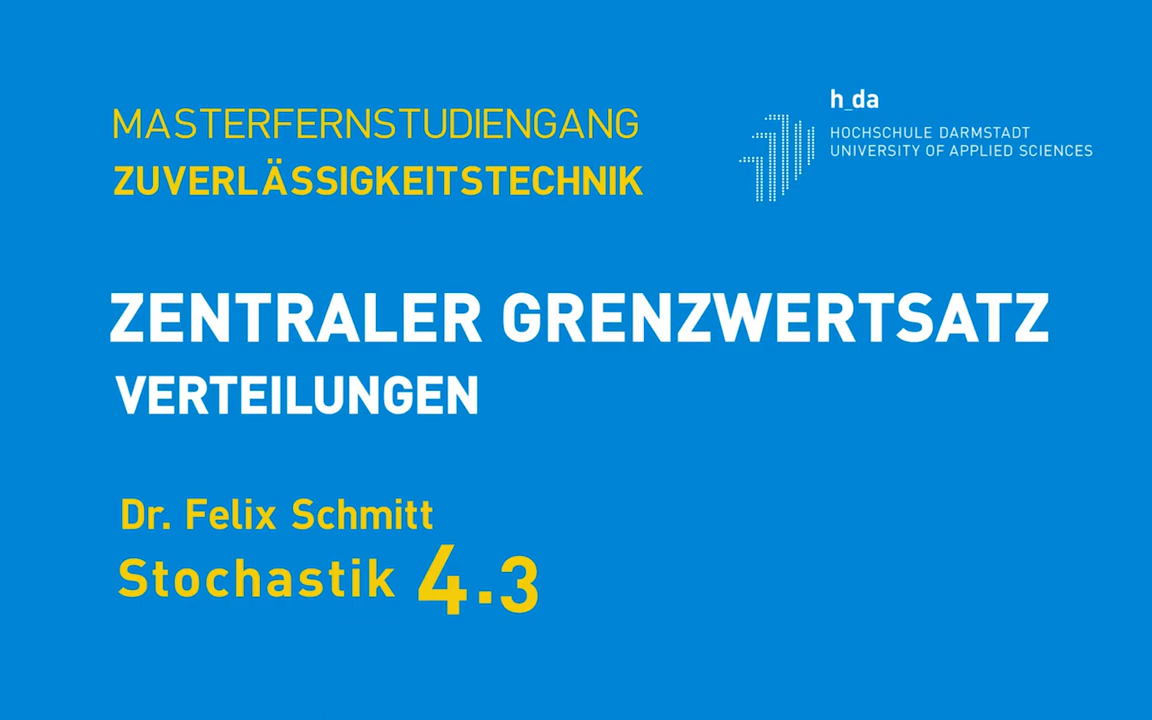 MASTERFERNSTUDIENGANG
ZUVERLÄSSIGKEITSTECHNIK
h_da
HOCHSCHULE DARMSTADT
UNIVERSITY OF APPLIED SCIENCES
ZENTRALER GRENZWERTSATZ
VERTEILUNGEN
Dr. Felix Schmitt
Stochastik 4.3